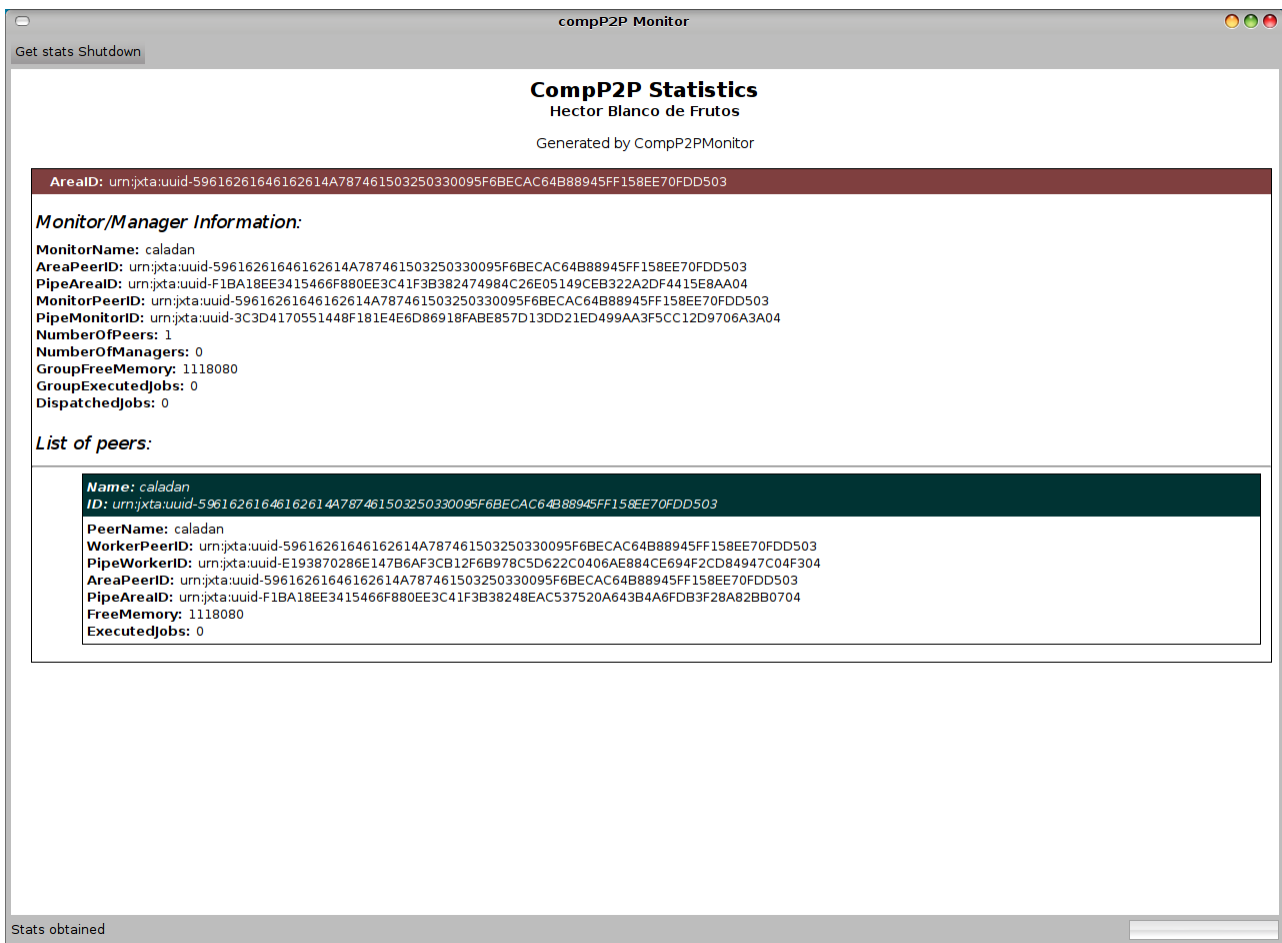 compP2P Monitor
Get stats Shutdown
CompP2P Statistics
Hector Blanco de Frutos
Generated by CompP2PMonitor
AreaID: urn:jxta:uuid-59616261646162614A787461503250330095F6BECAC64B88945FF158EE70FDD503
Monitor/Manager Information:
MonitorName: caladan
AreaPeerID: urn:jxta:uuid-59616261646162614A787461503250330095F6BECAC64B88945FF158EE70FDD503
PipeAreaID: urn:jxta:uuid-F1BA18EE3415466F880EE3C41F3B382474984C26E05149CEB322A2DF4415E8AA04
MonitorPeerID: urn:jxta:uuid-59616261646162614A787461503250330095F6BECAC64B88945FF158EE70FDD503
PipeMonitorID: urn:jxta:uuid-3C3D4170551448F181E4E6D86918FABE857D13DD21ED499AA3F5CC12D9706A3A04
NumberOfPeers: 1
NumberOfManagers: 0
GroupFreeMemory: 1118080
GroupExecutedJobs: 0
DispatchedJobs: 0
List of peers:
Name: caladan
ID: urn:jxta:uuid-59616261646162614A787461503250330095F6BECAC64B88945FF158EE70FDD503
PeerName: caladan
WorkerPeerID: urn:jxta:uuid-59616261646162614A787461503250330095F6BECAC64B88945FF158EE70FDD503
PipeWorkerID: urn:jxta:uuid-E193870286E147B6AF3CB12F6B978C5D622C0406AE884CE694F2CD84947C04F304
AreaPeerID: urn:jxta:uuid-59616261646162614A787461503250330095F6BECAC64B88945FF158EE70FDD503
PipeAreaID: urn:jxta:uuid-F1BA18EE3415466F880EE3C41F3B38248EAC537520A643B4A6FDB3F28A82BB0704
FreeMemory: 1118080
ExecutedJobs: 0
Stats obtained